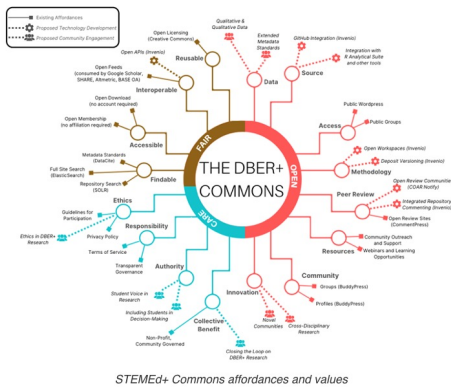 Existing Affordances
Proposed Technology Development
Proposed Community Engagement
Open Licensing
(Creative Commons)
Reusable
Open APIs (Invenio)
Open Feeds
(consumed by Google Scholar,
SHARE, Altmetric, BASE OA)
Interoperable
Open Download
(no account required)
Open Membership
(no affiliation required)
Accessible
Metadata Standards
(DataCite)
Full Site Search
(ElasticSearch)
Repository Search
(SOLR)
Findable
FAIR
Qualitative &
Qualitative Data
Extended
Metadata
Standards
Data
GitHub Integration (Invenio)
Integration with
R Analytical Suite
and other tools
Source
Public Wordpress
Public Groups
Access
Open Workspaces (Invenio)
Deposit Versioning (Invenio)
Methodology
Open Review Communities
(COAR Notify)
Integrated Repository
Commenting (Invenio)
Open Review Sites
(CommentPress)
Peer Review
Community Outreach
and Support
Webinars and Learning
Opportunities
Resources
Groups (BuddyPress)
Profiles (BuddyPress)
Community
Cross-Disciplinary
Research
Novel
Communities
Innovation
OPEN
THE DBER+
COMMONS
CARE
Ethics
Guidelines for
Participation
Ethics in DBER+
Research
Privacy Policy
Responsibility
Terms of Service
Transparent
Governance
Authority
Student Voice in
Research
Including Students in
Decision-Making
Collective
Benefit
Non-Profit,
Community Governed
Closing the Loop on
DBER+ Research
STEMEd+ Commons affordances and values